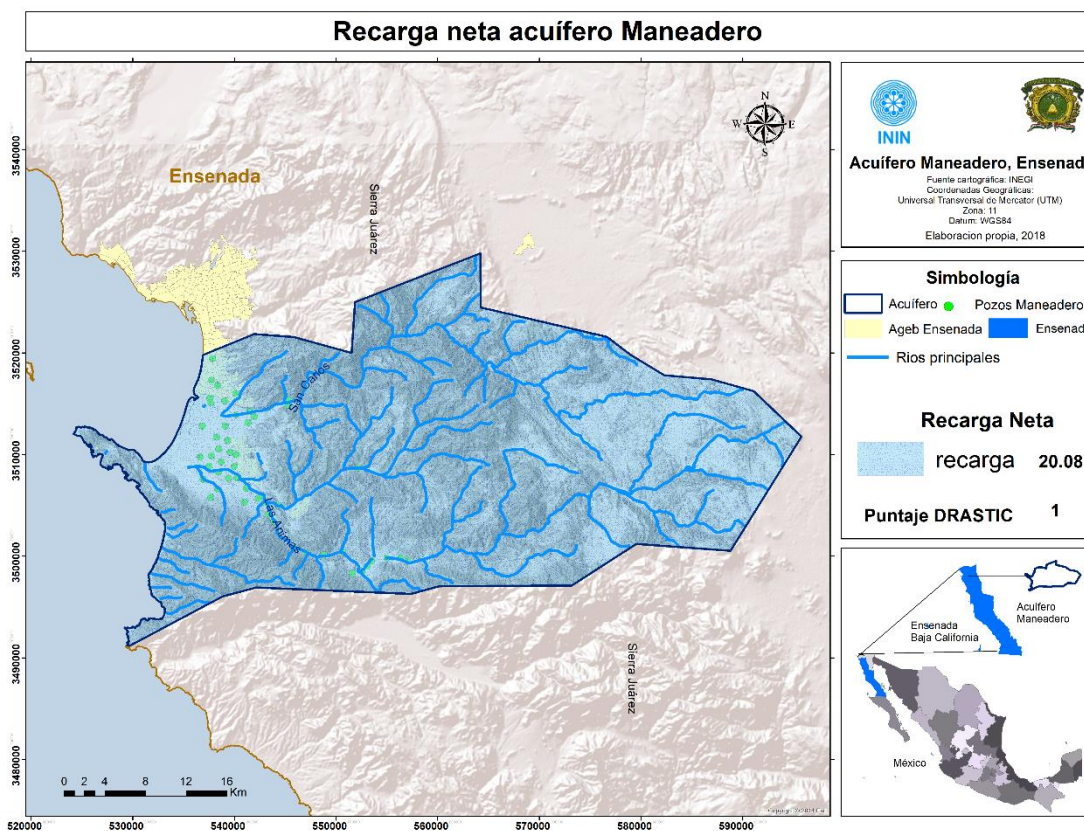 Recarga neta acuífero Maneadero
Ensenada
Sierra Juárez
San Carlos
Las Animas
Sierra Juárez
N
W
E
S
3540000
3530000
3520000
3510000
3500000
3490000
3480000
520000
530000
540000
550000
560000
570000
580000
590000
0 2 4 8 12 16
Km
ININ
Acuífero Maneadero, Ensenad
Fuente cartográfica: INEGI
Coordenadas Geográficas:
Universal Transversal de Mercator (UTM)
Zona: 11
Datum: WGS84
Elaboracion propia, 2018
Simbología
Acuífero
Pozos Maneadero
Ageb Ensenada
Ensenad
Rios principales
Recarga Neta
recarga 20.08
Puntaje DRASTIC 1
Ensenada
Baja California
Acuífero
Maneadero
México